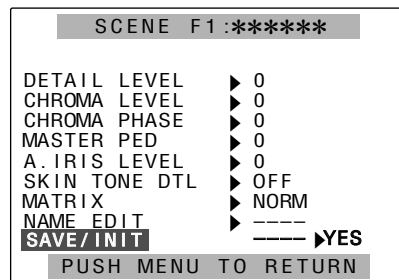 SCENE F1:******
DETAIL LEVEL ▶ 0
CHROMA LEVEL ▶ 0
CHROMA PHASE ▶ 0
MASTER PED ▶ 0
A.IRIS LEVEL ▶ 0
SKIN TONE DTL ▶ OFF
MATRIX ▶ NORM
NAME EDIT ▶ ----
SAVE/INIT ---- ▶YES
PUSH MENU TO RETURN